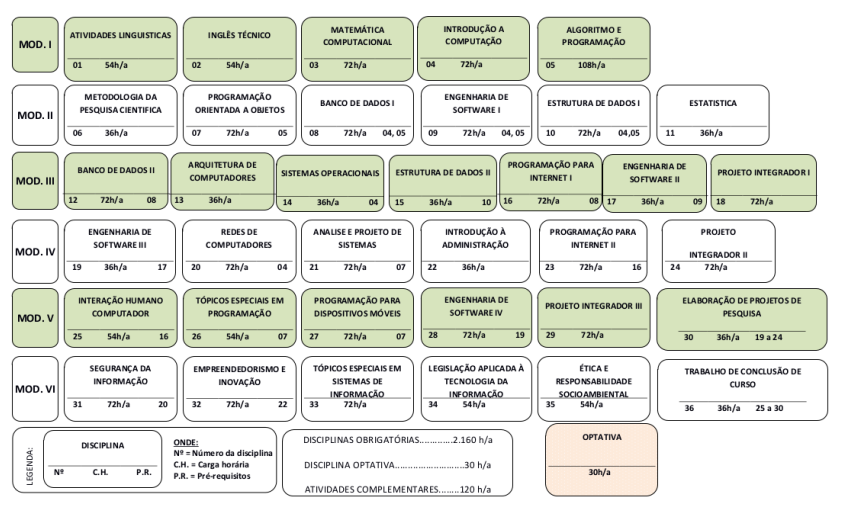 MOD. I
ATIVIDADES LINGUISTICAS
01 54h/a
INGLÊS TÉCNICO
02 54h/a
MATEMÁTICA
COMPUTACIONAL
03 72h/a
INTRODUÇÃO A
COMPUTAÇÃO
04 72h/a
ALGORITMO E
PROGRAMAÇÃO
05 108h/a
MOD. II
METODOLOGIA DA
PESQUISA CIENTIFICA
06 36h/a
PROGRAMAÇÃO
ORIENTADA A OBJETOS
07 72h/a 05
BANCO DE DADOS I
08 72h/a 04, 05
ENGENHARIA DE
SOFTWARE I
09 72h/a 04, 05
ESTRUTURA DE DADOS I
10 72h/a 04,05
ESTATISTICA
11 36h/a
MOD. III
BANCO DE DADOS II
12 72h/a 08
ARQUITETURA DE
COMPUTADORES
13 36h/a
SISTEMAS OPERACIONAIS
14 36h/a 04
ESTRUTURA DE DADOS II
15 36h/a 10
PROGRAMAÇÃO PARA
INTERNET I
16 72h/a 08
ENGENHARIA DE
SOFTWARE II
17 36h/a 09
PROJETO INTEGRADOR I
18 72h/a
MOD. IV
ENGENHARIA DE
SOFTWARE III
19 36h/a 17
REDES DE
COMPUTADORES
20 72h/a 04
ANALISE E PROJETO DE
SISTEMAS
21 72h/a 07
INTRODUÇÃO À
ADMINISTRAÇÃO
22 36h/a
PROGRAMAÇÃO PARA
INTERNET II
23 72h/a 16
PROJETO
INTEGRADOR II
24 72h/a
MOD. V
INTERAÇÃO HUMANO
COMPUTADOR
25 54h/a 16
TÓPICOS ESPECIAIS EM
PROGRAMAÇÃO
26 54h/a 07
PROGRAMAÇÃO PARA
DISPOSITIVOS MÓVEIS
27 72h/a 07
ENGENHARIA DE
SOFTWARE IV
28 72h/a 19
PROJETO INTEGRADOR III
29 72h/a
ELABORAÇÃO DE PROJETOS DE
PESQUISA
30 36h/a 19 a 24
MOD. VI
SEGURANÇA DA
INFORMAÇÃO
31 72h/a 20
EMPREENDEDORISMO E
INOVAÇÃO
32 72h/a 22
TÓPICOS ESPECIAIS EM
SISTEMAS DE
INFORMAÇÃO
33 72h/a
LEGISLAÇÃO APLICADA À
TECNOLOGIA DA
INFORMAÇÃO
34 54h/a
ÉTICA E
RESPONSABILIDADE
SOCIOAMBIENTAL
35 54h/a
TRABALHO DE CONCLUSÃO DE
CURSO
36 36h/a 25 a 30
LEGENDA:
DISCIPLINA
Nº C.H. P.R.
ONDE:
Nº = Número da disciplina
C.H. = Carga horária
P.R. = Pré-requisitos
DISCIPLINAS OBRIGATÓRIAS............2.160 h/a
DISCIPLINA OPTATIVA.........................30 h/a
ATIVIDADES COMPLEMENTARES.......120 h/a
OPTATIVA
30h/a